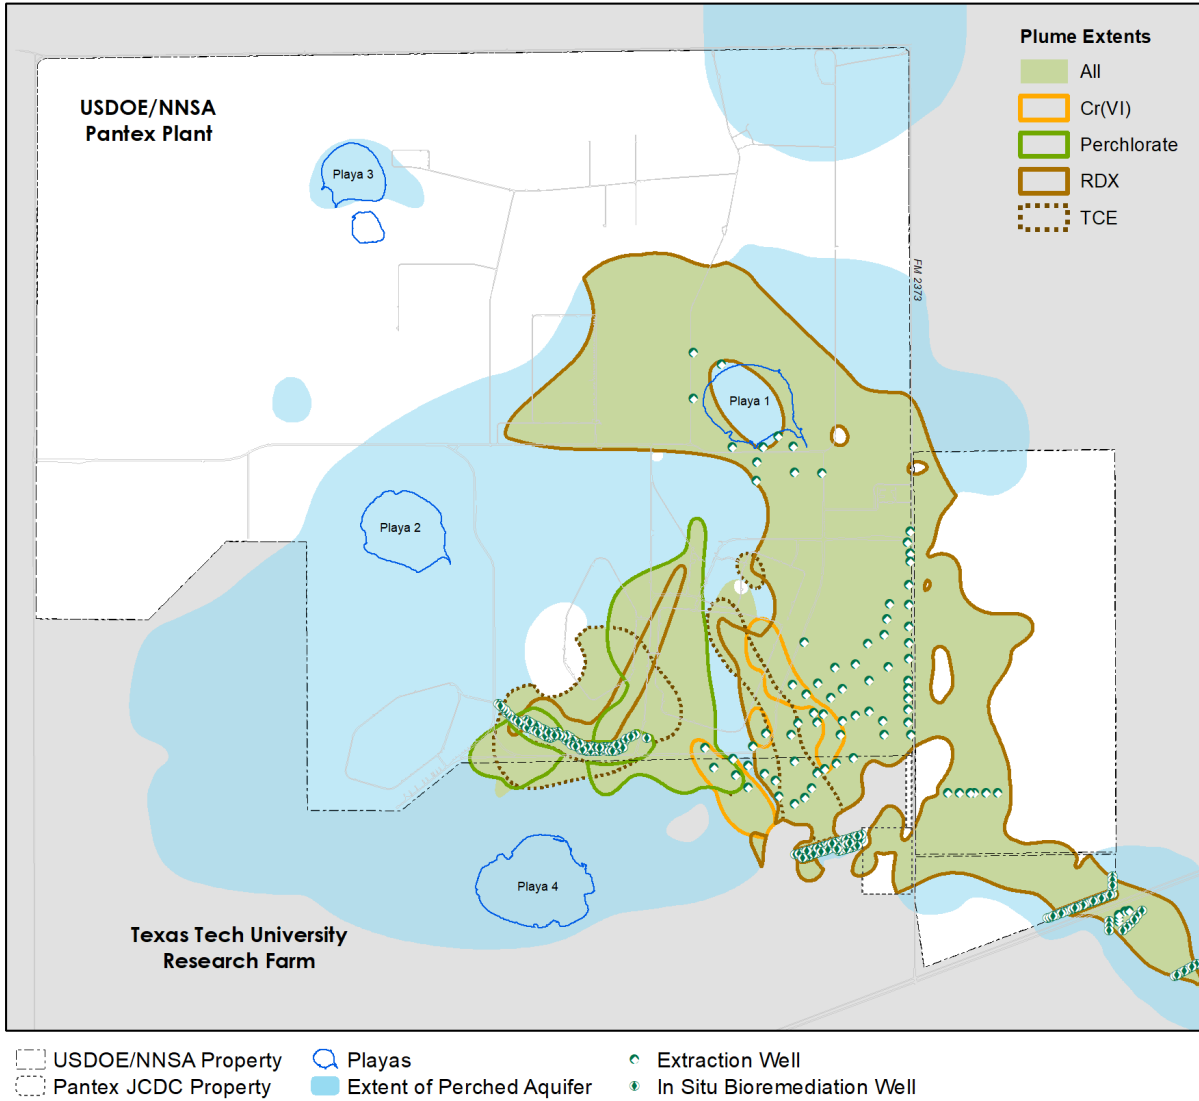 Plume Extents
All
Cr(VI)
Perchlorate
RDX
TCE
USDOE/NNSA
Pantex Plant
Playa 3
FM 2373
Playa 1
Playa 2
Playa 4
Texas Tech University
Research Farm
USDOE/NNSA Property
Playas
Extraction Well
Pantex JCDC Property
Extent of Perched Aquifer
In Situ Bioremediation Well